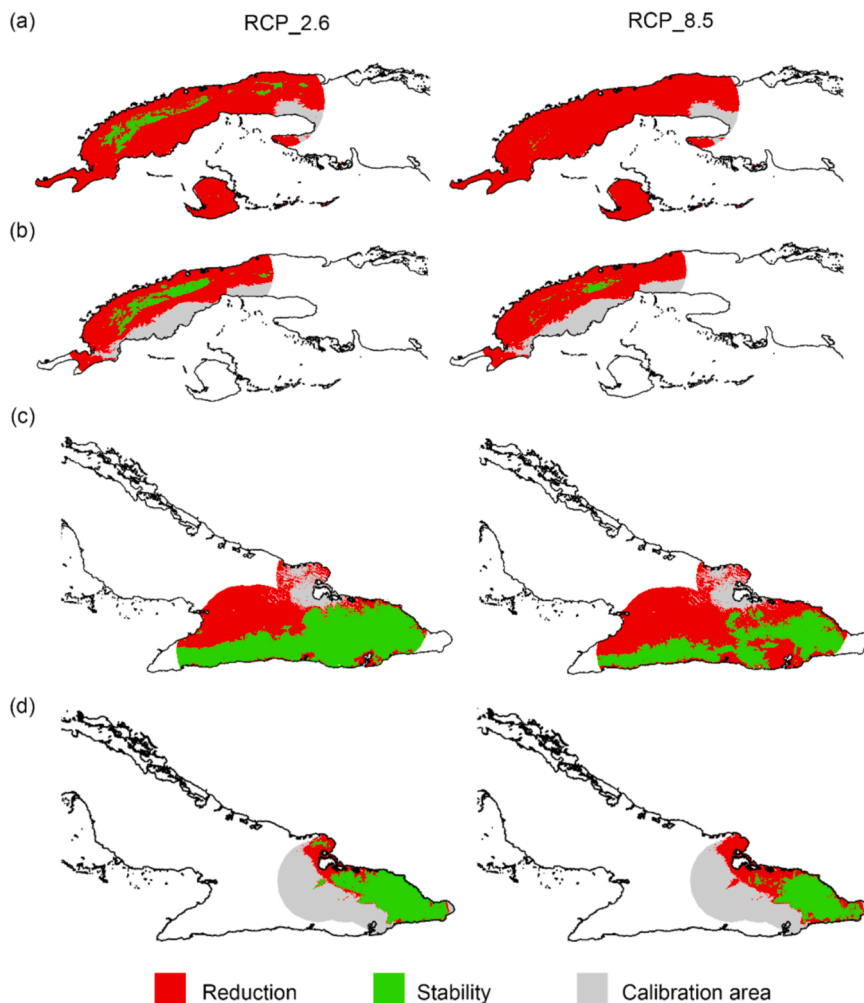 (a)
RCP_2.6 RCP_8.5
(b)
(c)
(d)
Reduction Stability Calibration area